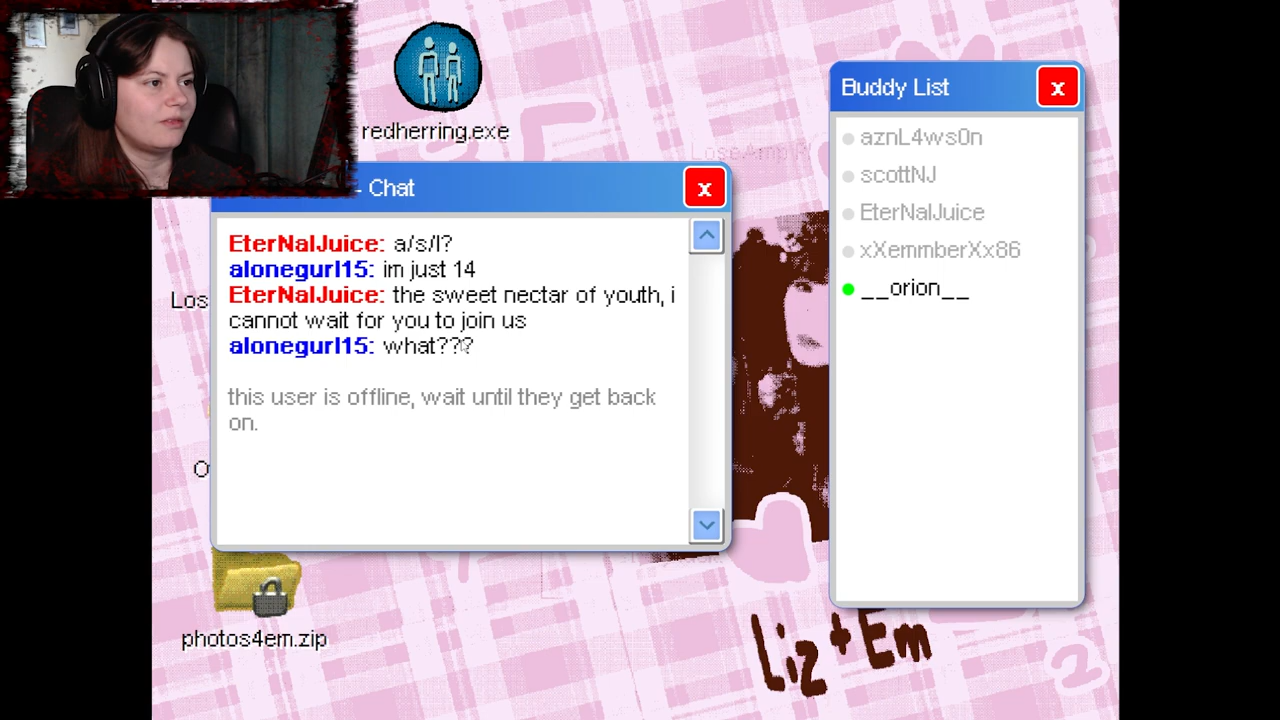 redherring.exe
Buddy List
x
aznL4ws0n
- Chat
x
scottNJ
EterNalJuice
EterNalJuice: a/s/l?
xXemmberXx86
alonegurl15: im just 14
__orion__
EterNalJuice: the sweet nectar of youth, i
cannot wait for you to join us
alonegurl15: what???
this user is offline, wait until they get back
on.
Los
O
photos4em.zip
Liz + Em
2